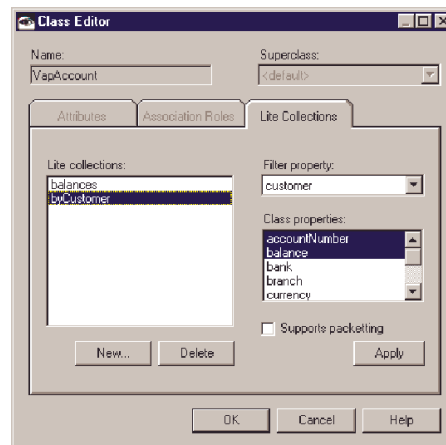 Class Editor
Name:
Superclass:
VapAccount
<default>
Attributes
Association Roles
Lite Collections
Lite collections:
balances
byCustomer
Filter property:
customer
Class properties:
accountNumber
balance
bank
branch
currency
Supports packetting
New...
Delete
Apply
OK
Cancel
Help